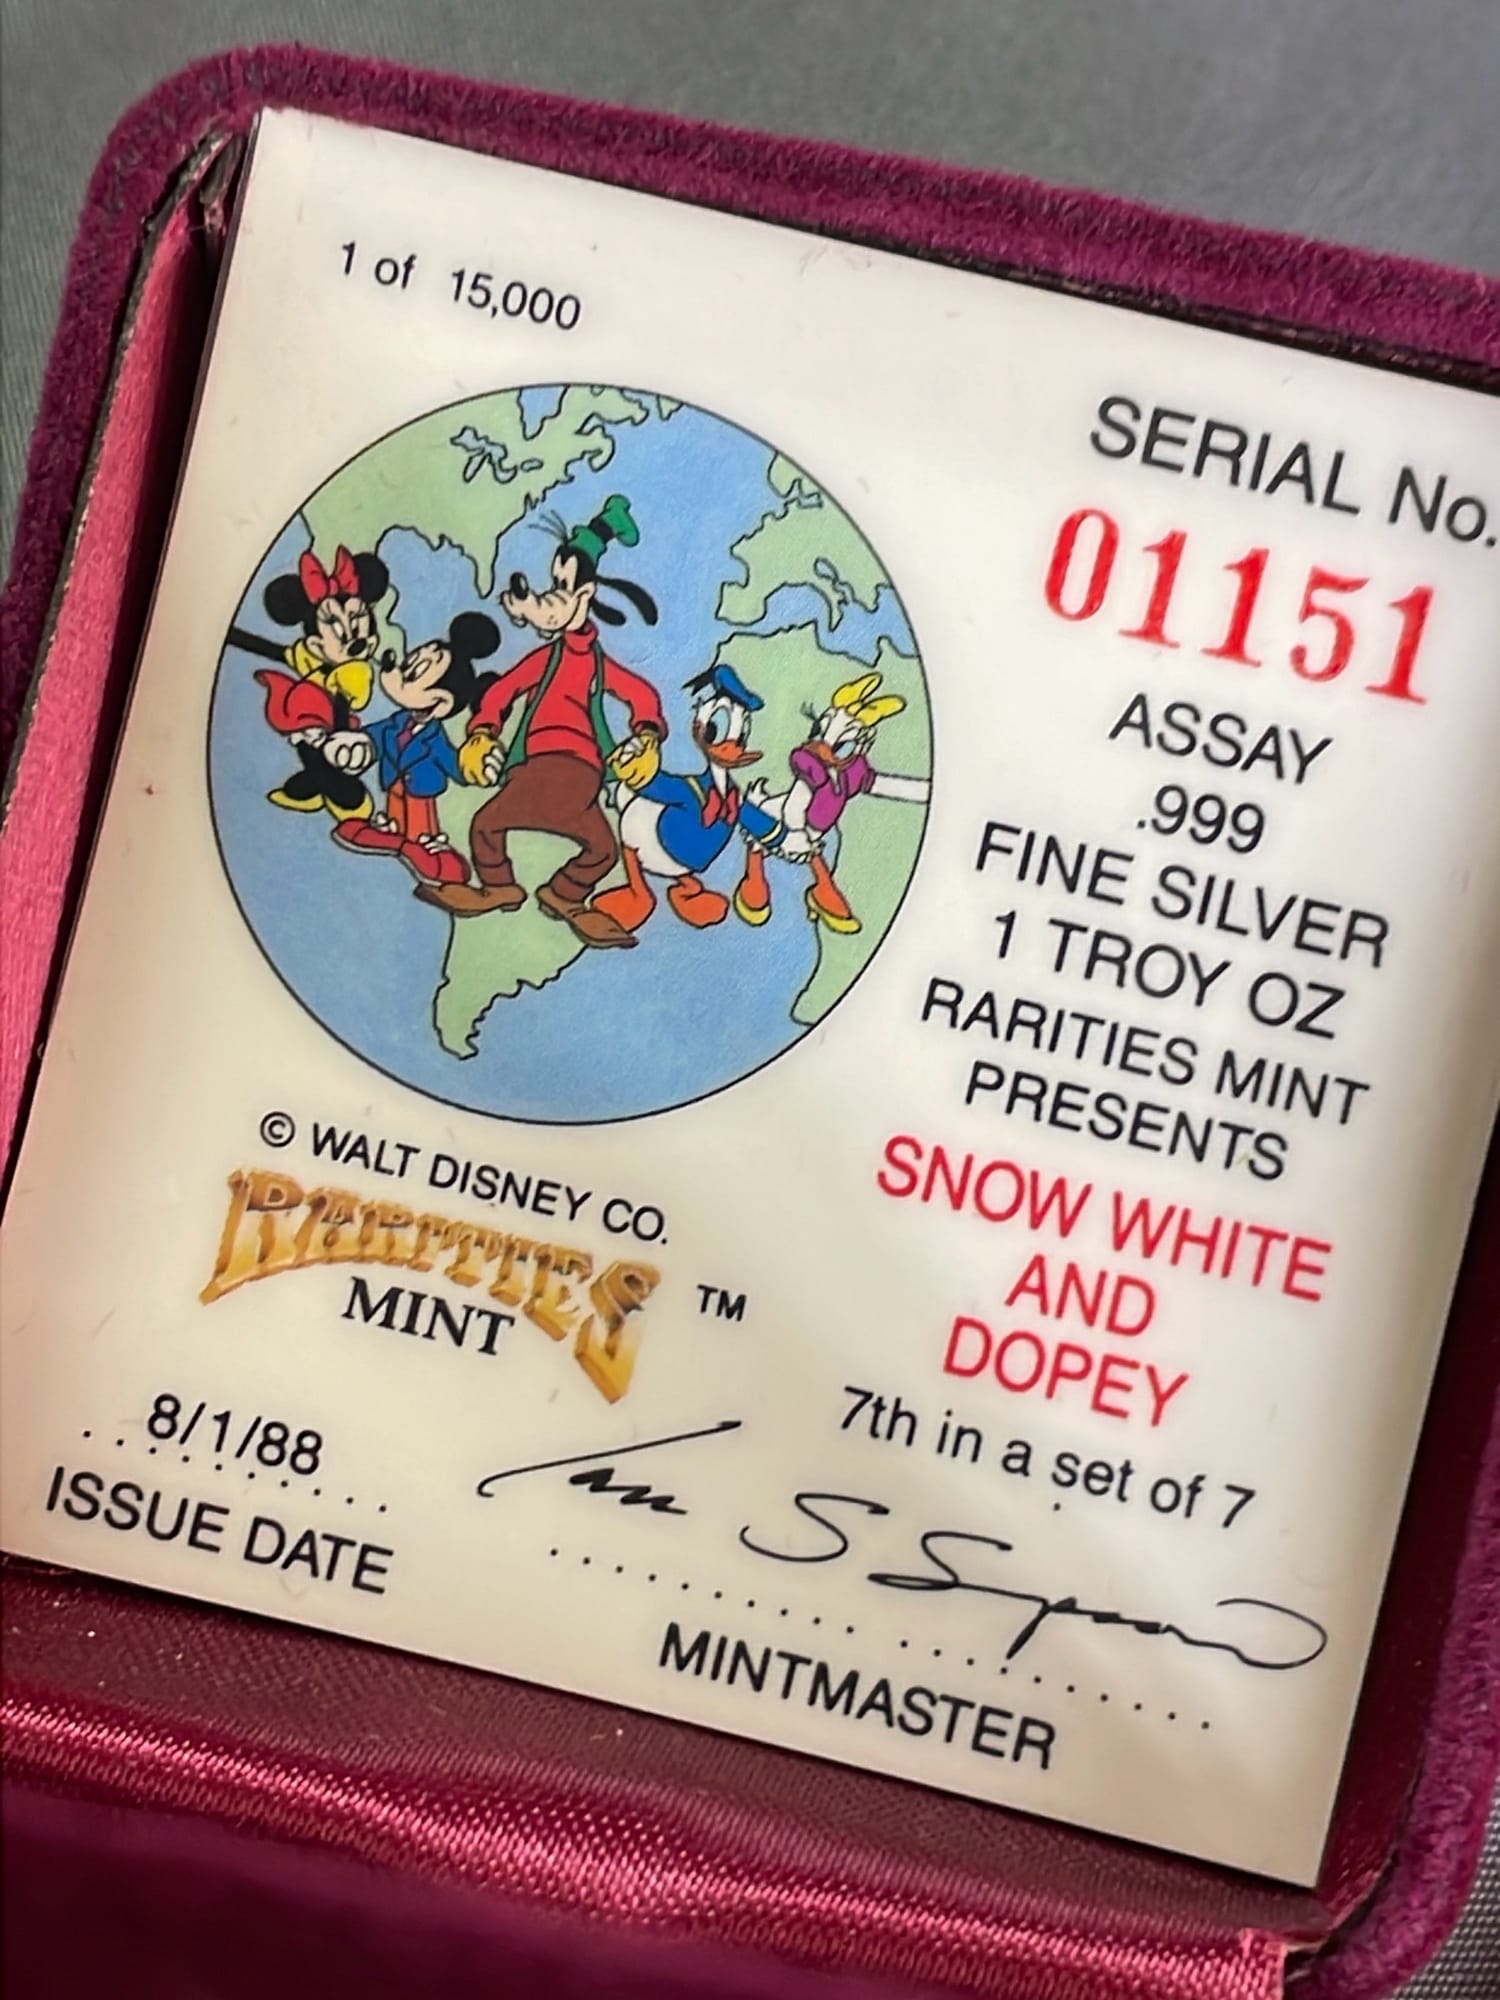 1 of 15,000
SERIAL No.
01151
ASSAY
.999
FINE SILVER
1 TROY OZ
RARITIES MINT
PRESENTS
SNOW WHITE
AND
DOPEY
7th in a set of 7
© WALT DISNEY CO.
RARITIES
MINT ™
8/1/88
ISSUE DATE
MINTMASTER